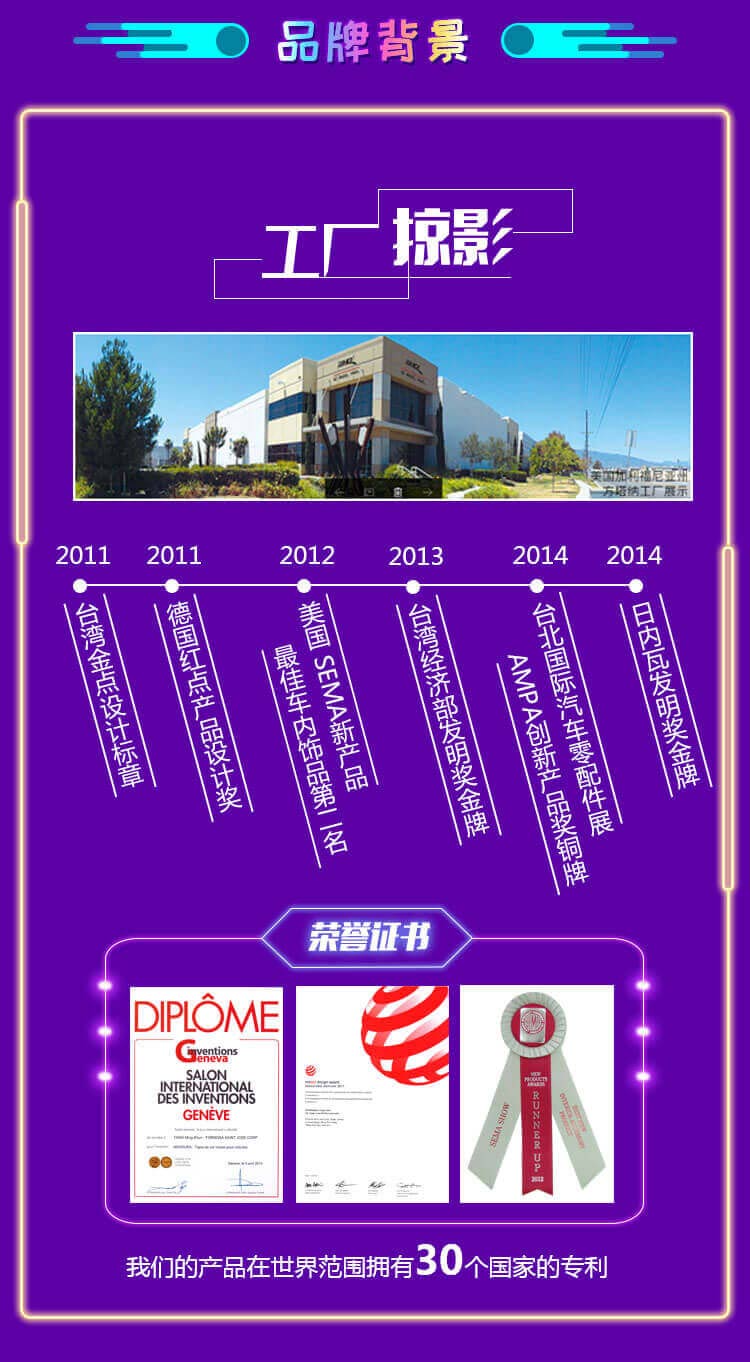 品牌背景
工厂 掠影
美国加利福尼亚州
方塔纳工厂展示
2011
台湾金点设计标章
2011
德国红点产品设计奖
2012
美国 SEMA新产品
最佳车内饰品第二名
2013
台湾经济部发明奖金牌
2014
台北国际汽车零配件展
AMPA创新产品奖铜牌
2014
日内瓦发明奖金牌
荣誉证书
DIPLÔME
inventions
Geneva
SALON
INTERNATIONAL
DES INVENTIONS
GENÈVE
SEMA SHOW
NEW
PRODUCTS
AWARDS
RUNNER UP
2012
我们的产品在世界范围拥有30个国家的专利